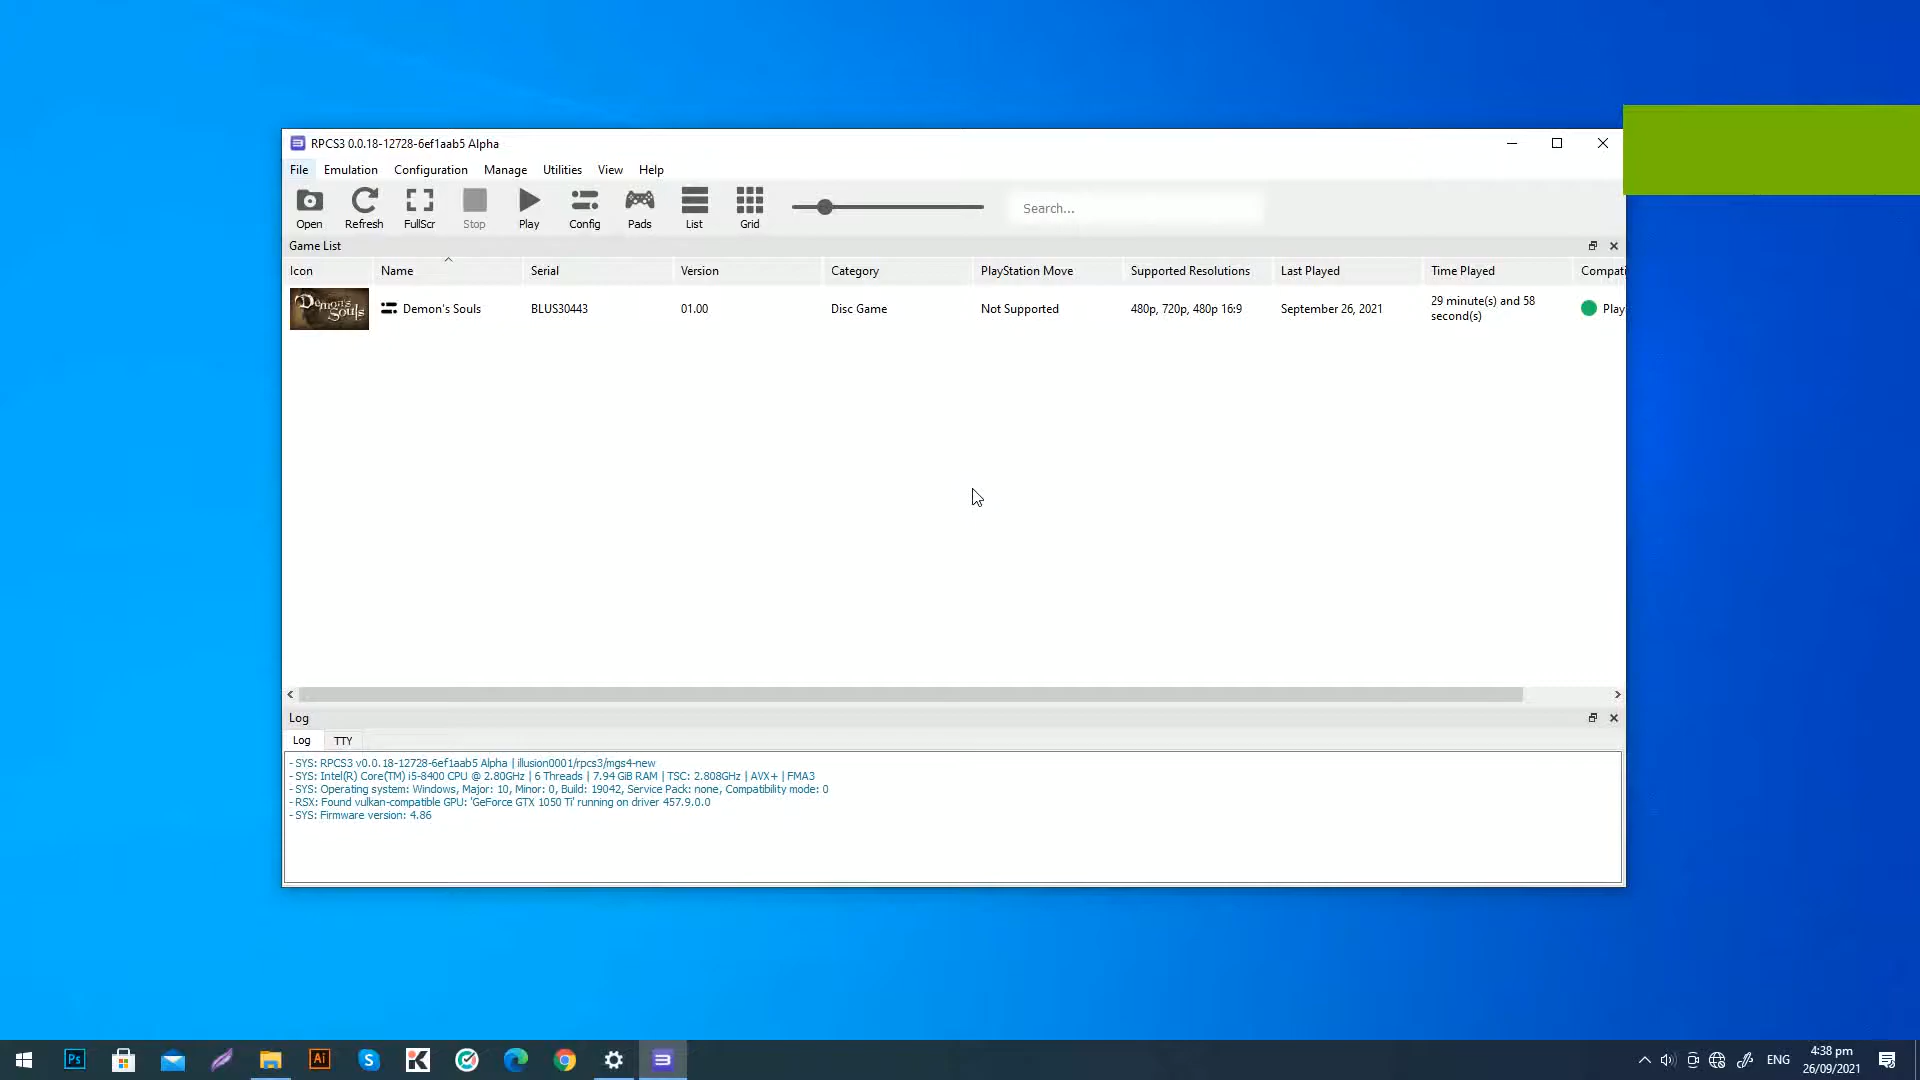 RPCS3 0.0.18-12728-6ef1aab5 Alpha
File Emulation Configuration Manage Utilities View Help
Open Refresh FullScr Stop Play Config Pads List Grid Search...
Game List
Icon Name Serial Version Category PlayStation Move Supported Resolutions Last Played Time Played Compati
Demon's Souls Demon's Souls BLUS30443 01.00 Disc Game Not Supported 480p, 720p, 480p 16:9 September 26, 2021 29 minute(s) and 58 Play
second(s)
Log
Log TTY
- SYS: RPCS3 v0.0.18-12728-6ef1aab5 Alpha | illusion0001/rpcs3/mgs4-new
- SYS: Intel(R) Core(TM) i5-8400 CPU @ 2.80GHz | 6 Threads | 7.94 GiB RAM | TSC: 2.808GHz | AVX+ | FMA3
- SYS: Operating system: Windows, Major: 10, Minor: 0, Build: 19042, Service Pack: none, Compatibility mode: 0
- RSX: Found vulkan-compatible GPU: 'GeForce GTX 1050 Ti' running on driver 457.9.0.0
- SYS: Firmware version: 4.86
Ps Ai S K ENG 4:38 pm
26/09/2021